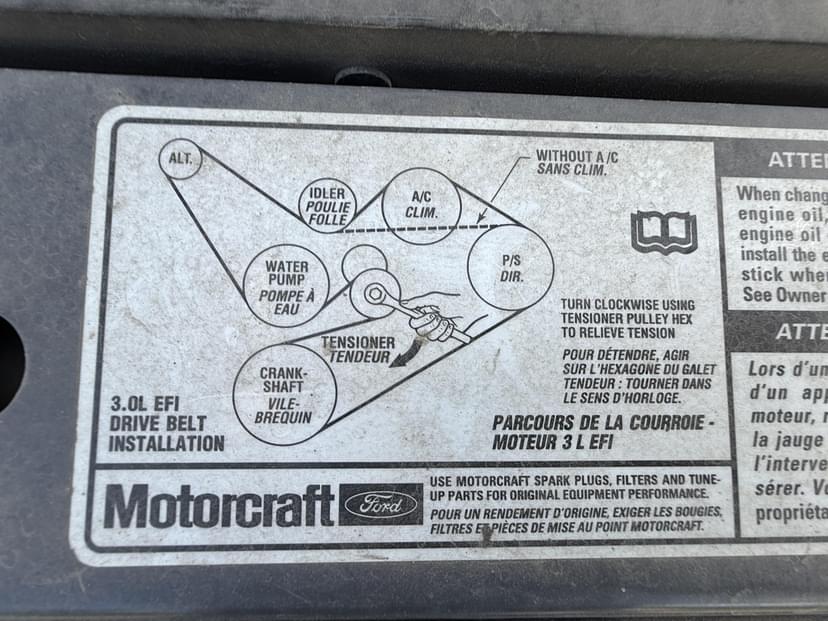 ALT.
IDLER
POULIE
FOLLE
A/C
CLIM.
WITHOUT A/C
SANS CLIM.
WATER
PUMP
POMPE À
EAU
P/S
DIR.
TENSIONER
TENDEUR
CRANK-
SHAFT
VILE-
BREQUIN
TURN CLOCKWISE USING
TENSIONER PULLEY HEX
TO RELIEVE TENSION
POUR DÉTENDRE, AGIR
SUR L'HEXAGONE DU GALET
TENDEUR : TOURNER DANS
LE SENS D'HORLOGE.
3.0L EFI
DRIVE BELT
INSTALLATION
PARCOURS DE LA COURROIE -
MOTEUR 3 L EFI
Motorcraft Ford
USE MOTORCRAFT SPARK PLUGS, FILTERS AND TUNE-
UP PARTS FOR ORIGINAL EQUIPMENT PERFORMANCE.
POUR UN RENDEMENT D'ORIGINE, EXIGER LES BOUGIES,
FILTRES ET PIÈCES DE MISE AU POINT MOTORCRAFT.
ATTE
When chang
engine oil,
engine oil
install the e
stick whe
See Owner
ATTE
Lors d'un
d'un app
moteur, r
la jauge
l'interve
sérer. Vo
propriéta